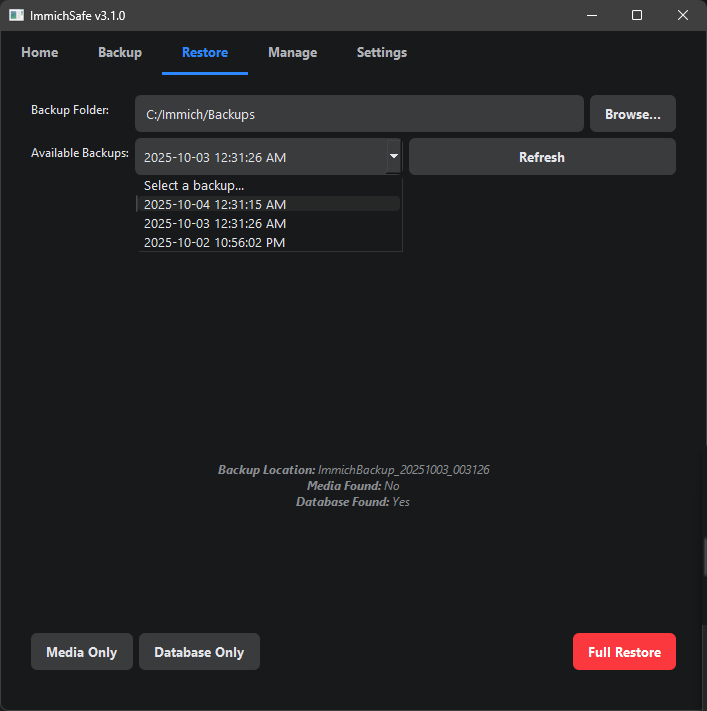 ImmichSafe v3.1.0
Home Backup Restore Manage Settings
Backup Folder: C:/Immich/Backups Browse...
Available Backups: 2025-10-03 12:31:26 AM Refresh
Select a backup...
2025-10-04 12:31:15 AM
2025-10-03 12:31:26 AM
2025-10-02 10:56:02 PM
Backup Location: ImmichBackup_20251003_003126
Media Found: No
Database Found: Yes
Media Only Database Only Full Restore